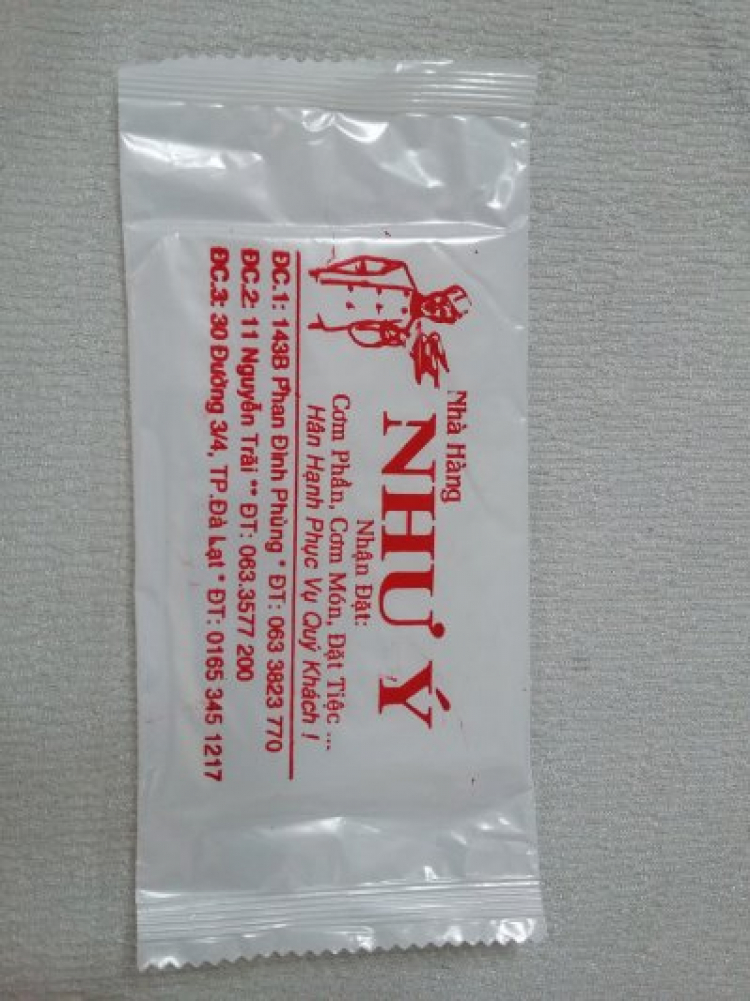 Nhà Hàng
NHƯ Ý
Nhận Đặt:
Cơm Phần, Cơm Món, Đặt Tiệc ...
Hân Hạnh Phục Vụ Quý Khách !
ĐC.1: 143B Phan Đình Phùng * ĐT: 063 3823 770
ĐC.2: 11 Nguyễn Trãi ** ĐT: 063.3577 200
ĐC.3: 30 Đường 3/4, TP.Đà Lạt * ĐT: 0165 345 1217